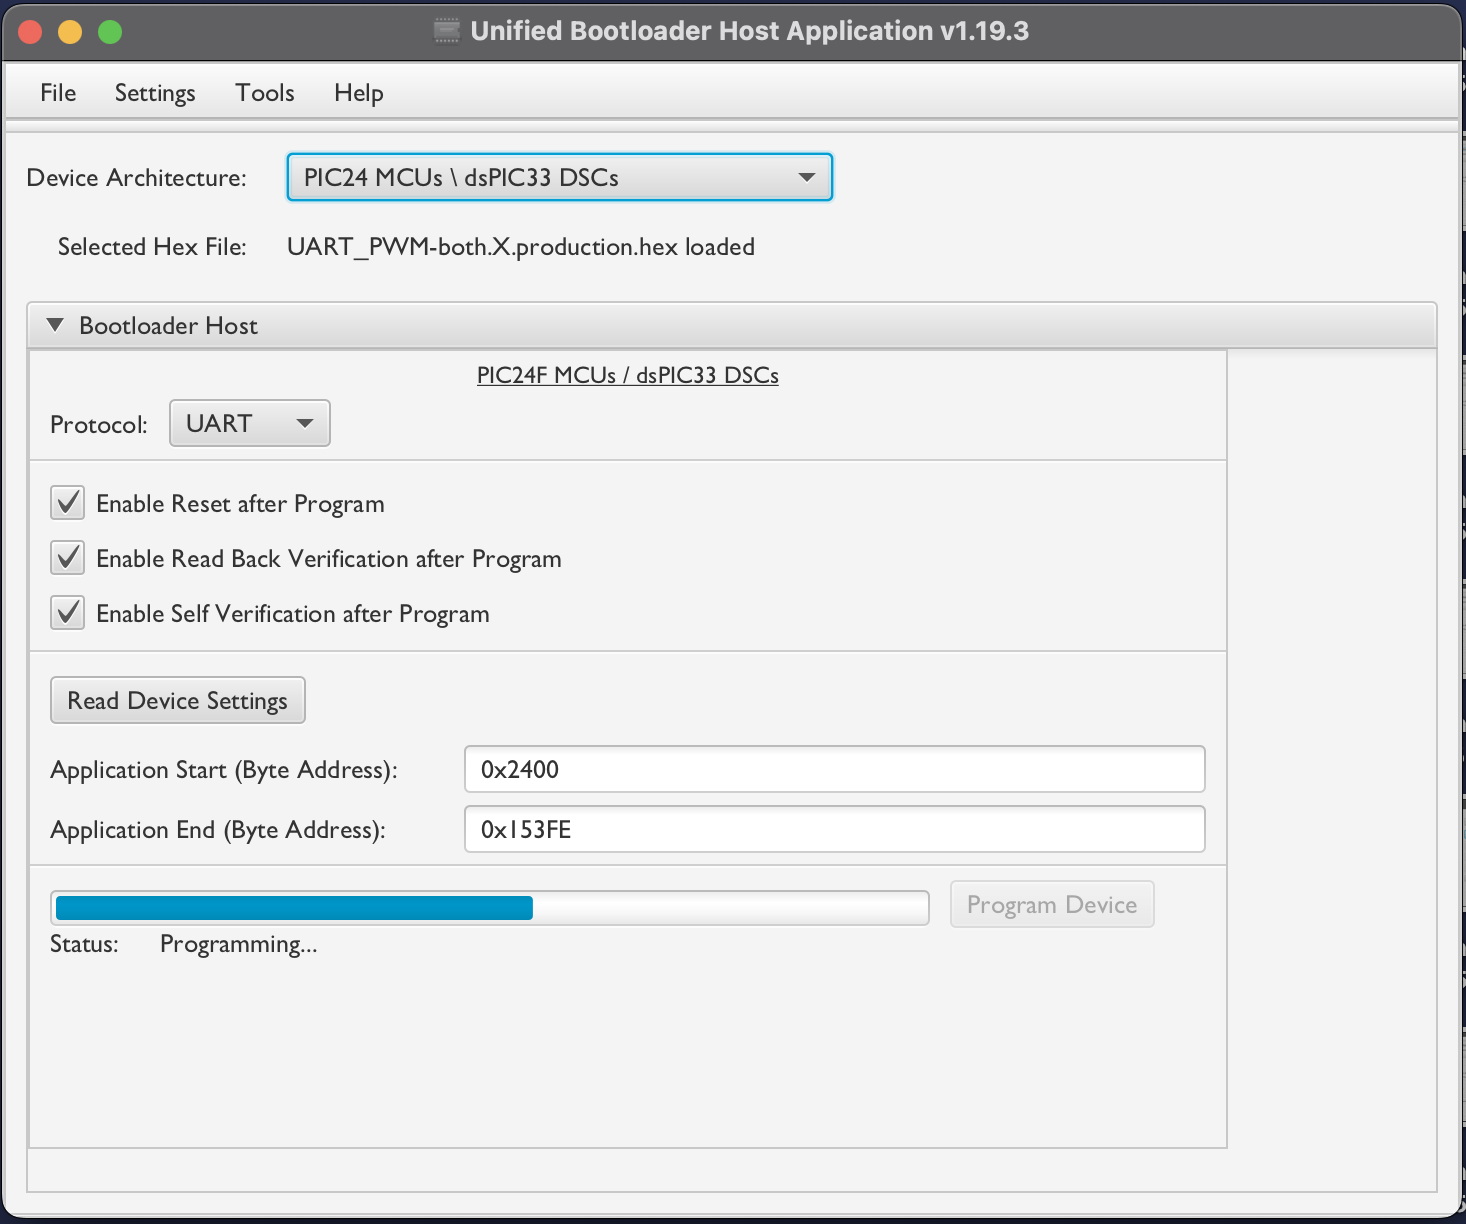 Unified Bootloader Host Application v1.19.3
File Settings Tools Help
Device Architecture: PIC24 MCUs \ dsPIC33 DSCs
Selected Hex File: UART_PWM-both.X.production.hex loaded
Bootloader Host
PIC24F MCUs / dsPIC33 DSCs
Protocol: UART
Enable Reset after Program
Enable Read Back Verification after Program
Enable Self Verification after Program
Read Device Settings
Application Start (Byte Address): 0x2400
Application End (Byte Address): 0x153FE
Program Device
Status: Programming...